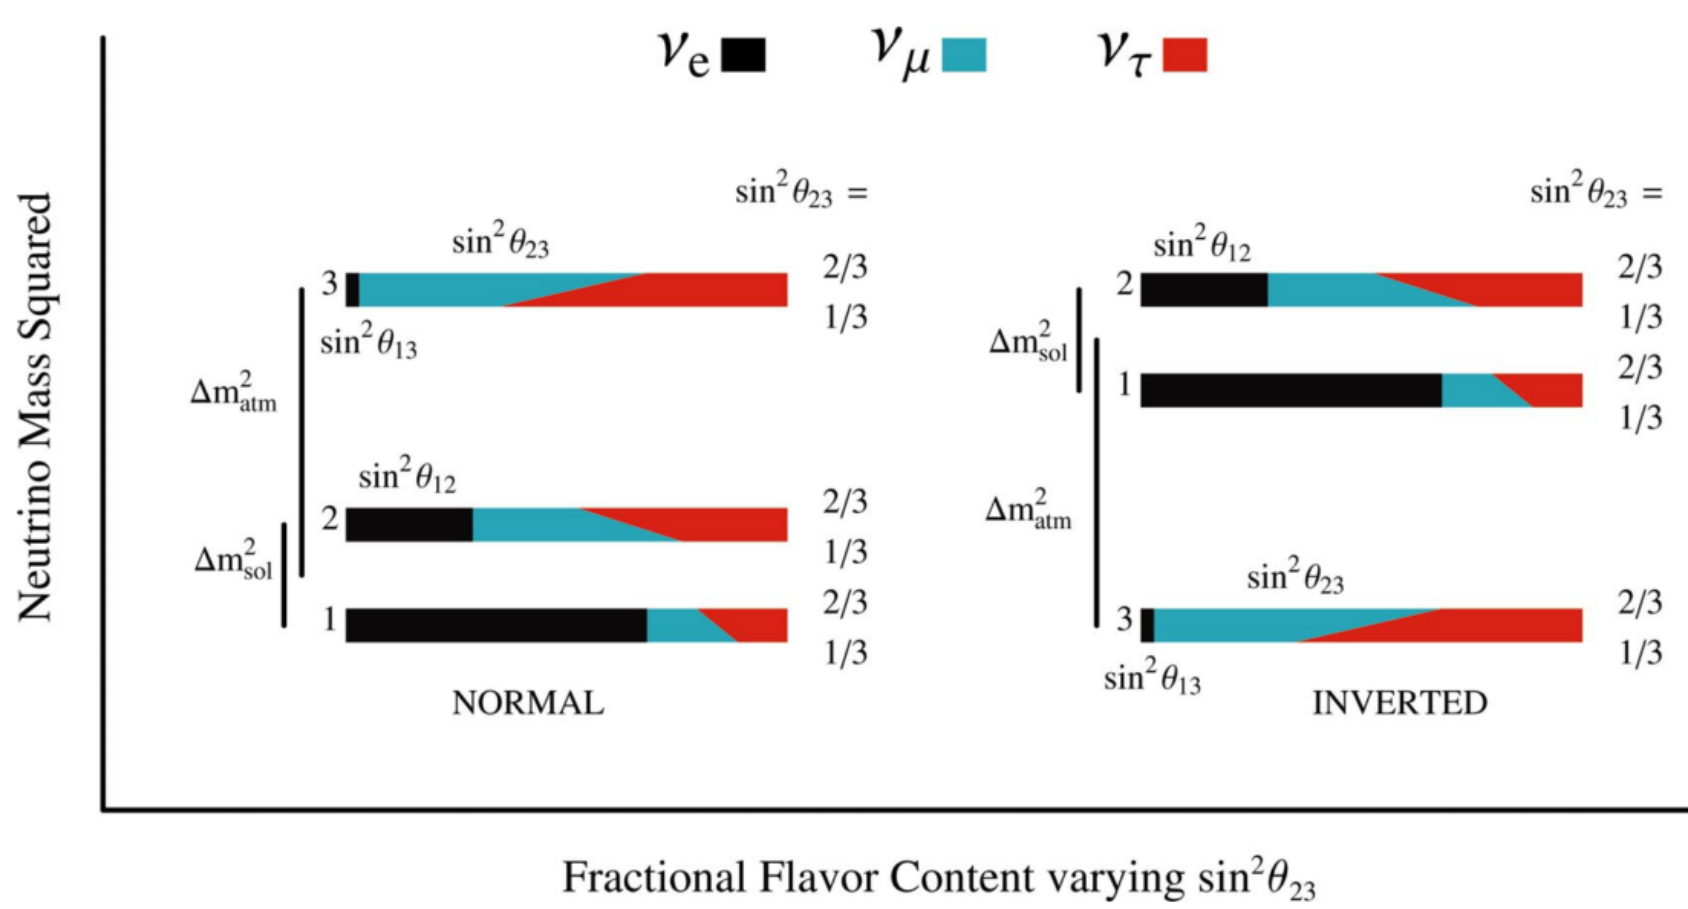 νe νμ ντ
Neutrino Mass Squared
sin²θ₂₃ =
sin²θ₂₃
3
2/3
1/3
sin²θ₁₃
Δm²atm
sin²θ₁₂
2
2/3
1/3
Δm²sol
1
2/3
1/3
NORMAL
sin²θ₂₃ =
sin²θ₁₂
2
2/3
1/3
Δm²sol
1
2/3
1/3
Δm²atm
sin²θ₂₃
3
2/3
1/3
sin²θ₁₃
INVERTED
Fractional Flavor Content varying sin²θ₂₃